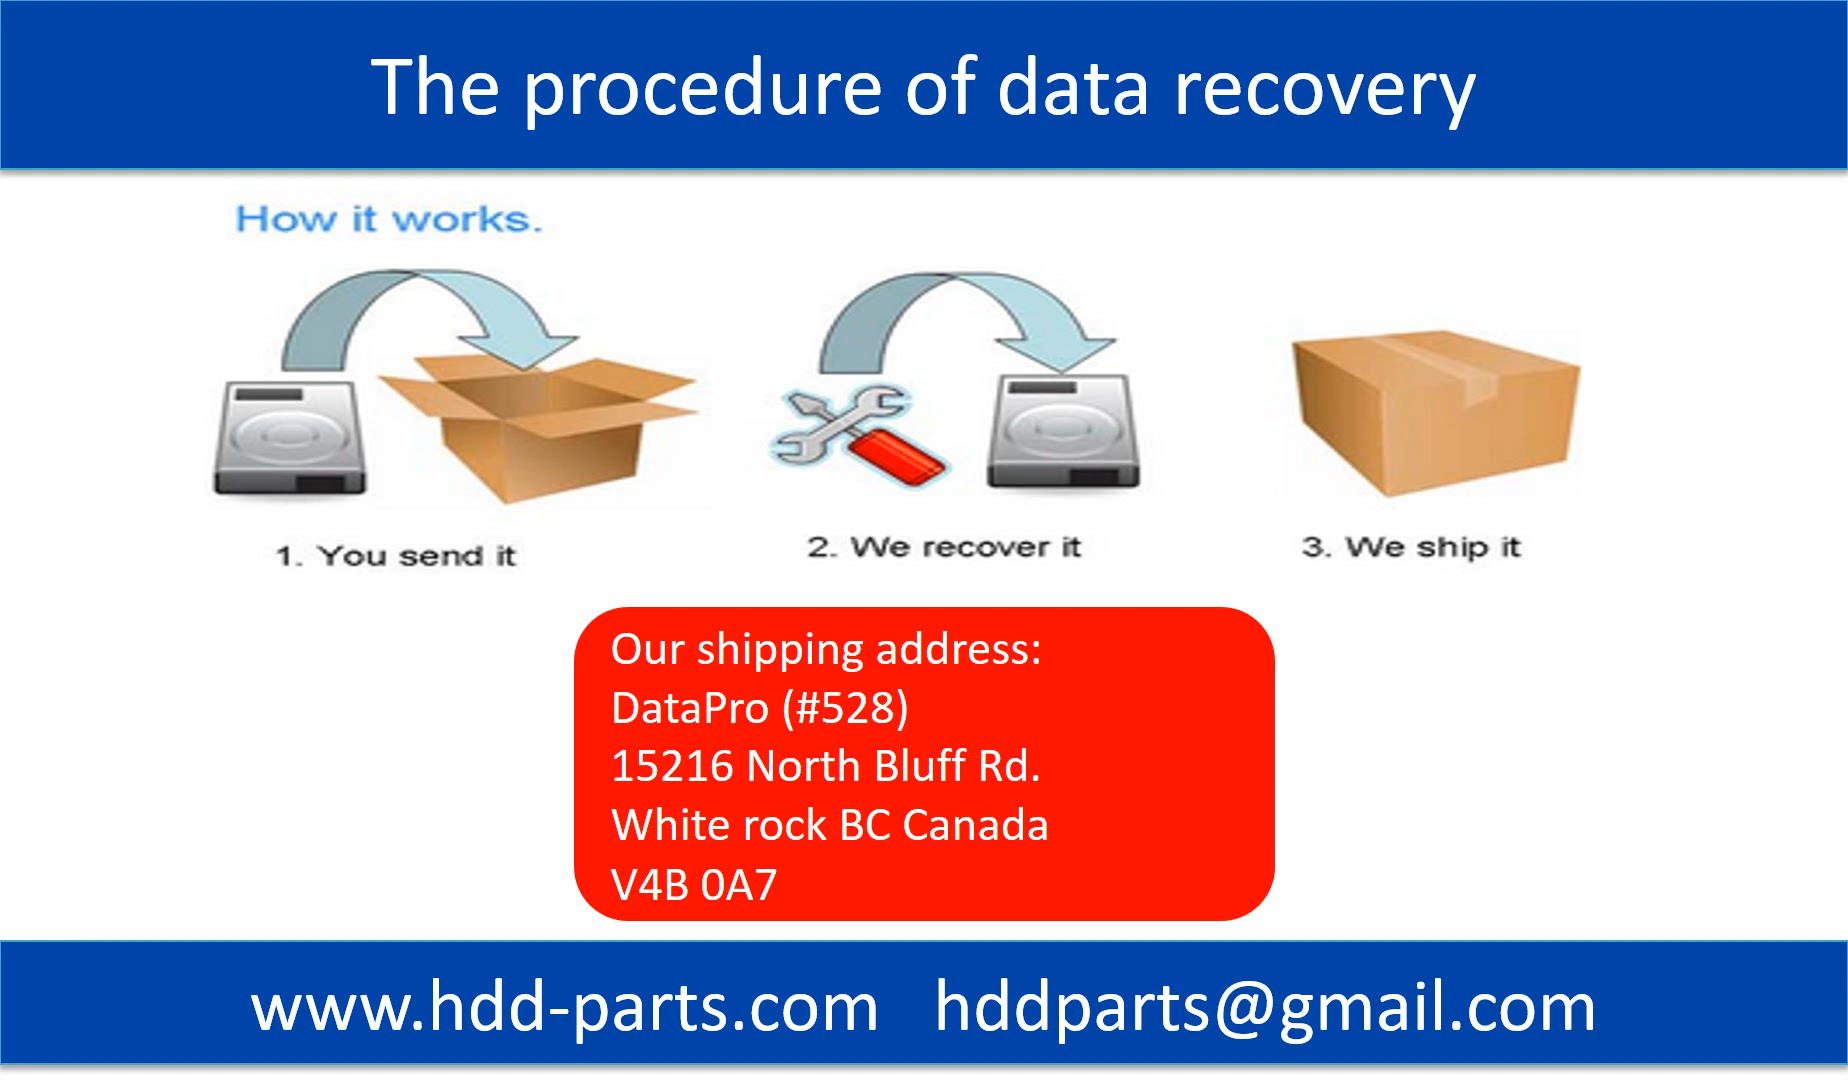 The procedure of data recovery
How it works.
1. You send it
2. We recover it
3. We ship it
Our shipping address:
DataPro (#528)
15216 North Bluff Rd.
White rock BC Canada
V4B 0A7
www.hdd-parts.com hddparts@gmail.com